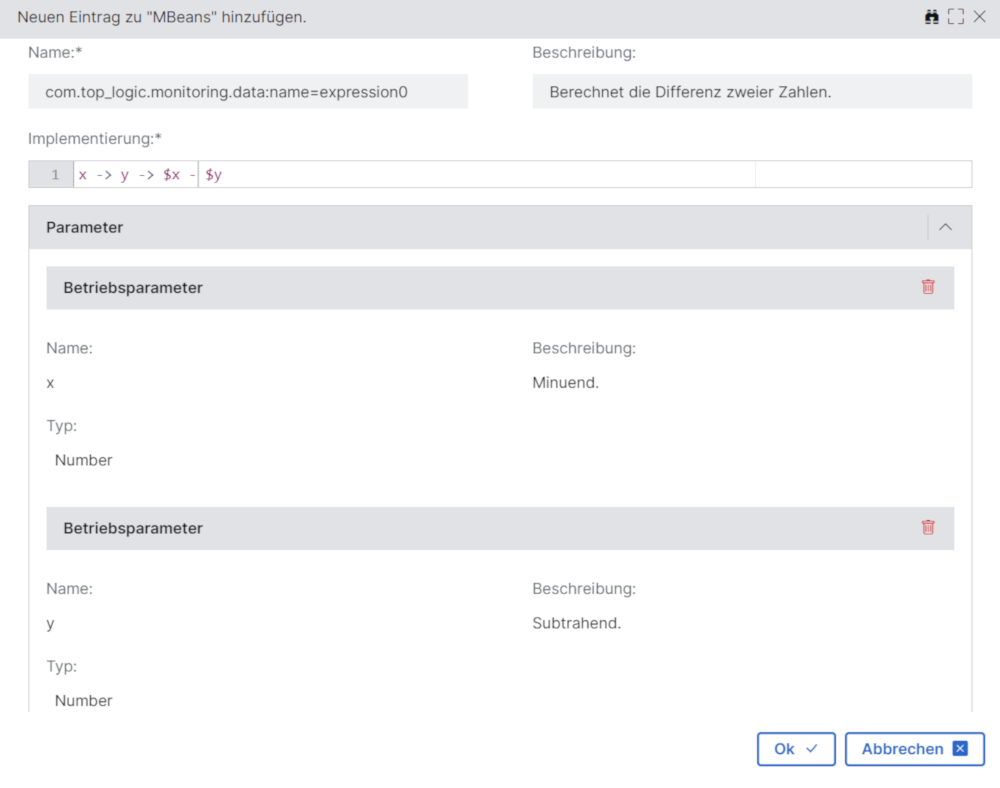 Neuen Eintrag zu "MBeans" hinzufügen.
Name:* Beschreibung:
com.top_logic.monitoring.data:name=expression0 Berechnet die Differenz zweier Zahlen.
Implementierung:*
1 x -> y -> $x - $y
Parameter
Betriebsparameter
Name: Beschreibung:
x Minuend.
Typ:
Number
Betriebsparameter
Name: Beschreibung:
y Subtrahend.
Typ:
Number
Ok Abbrechen